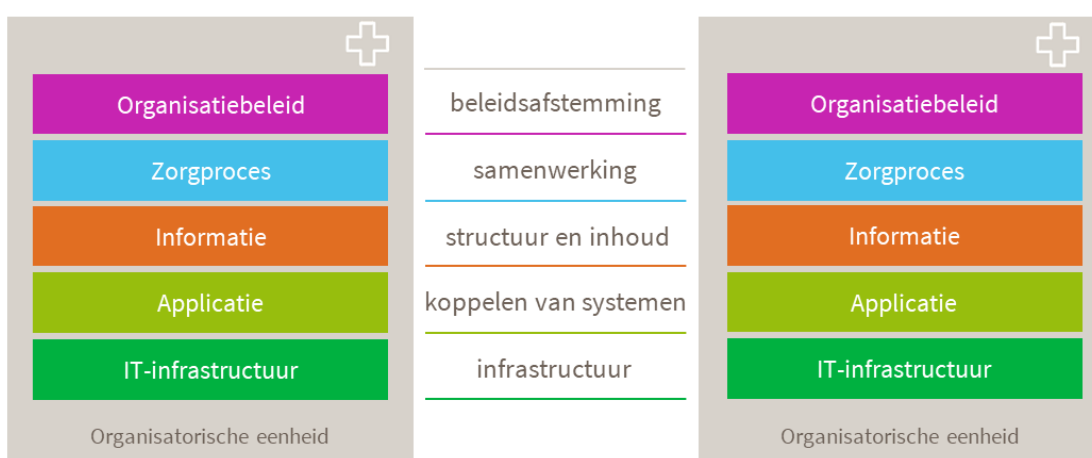 Organisatiebeleid
beleidsafstemming
Organisatiebeleid
Zorgproces
samenwerking
Zorgproces
Informatie
structuur en inhoud
Informatie
Applicatie
koppelen van systemen
Applicatie
IT-infrastructuur
infrastructuur
IT-infrastructuur
Organisatorische eenheid
Organisatorische eenheid